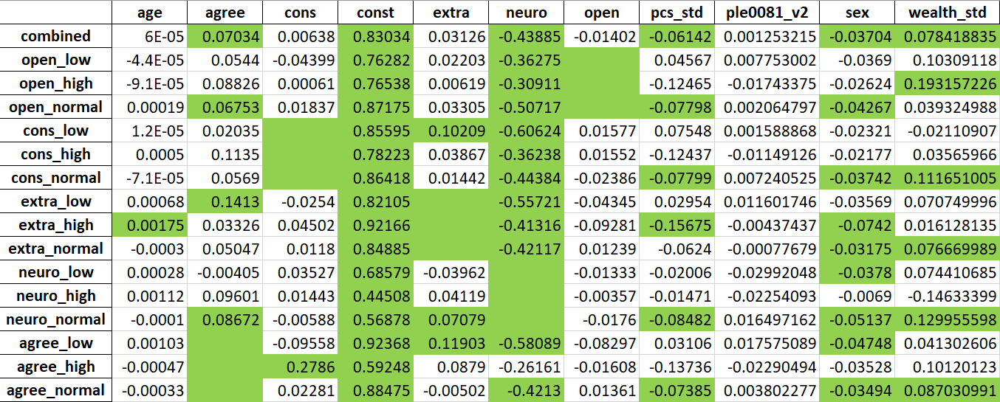 age agree cons const extra neuro open pcs_std ple0081_v2 sex wealth_std
combined 6E-05 0.07034 0.00638 0.83034 0.03126 -0.43885 -0.01402 -0.06142 0.001253215 -0.03704 0.078418835
open_low -4.4E-05 0.0544 -0.04399 0.76282 0.02203 -0.36275 0.04567 0.007753002 -0.0369 0.10309118
open_high -9.1E-05 0.08826 0.00061 0.76538 0.00619 -0.30911 -0.12465 -0.01743375 -0.02624 0.193157226
open_normal 0.00019 0.06753 0.01837 0.87175 0.03305 -0.50717 -0.07798 0.002064797 -0.04267 0.039324988
cons_low 1.2E-05 0.02035 0.85595 0.10209 -0.60624 0.01577 0.07548 0.001588868 -0.02321 -0.02110907
cons_high 0.0005 0.1135 0.78223 0.03867 -0.36238 0.01552 -0.12437 -0.01149126 -0.02177 0.03565966
cons_normal -7.1E-05 0.0569 0.86418 0.01442 -0.44384 -0.02386 -0.07799 0.007240525 -0.03742 0.111651005
extra_low 0.00068 0.1413 -0.0254 0.82105 -0.55721 -0.04345 0.02954 0.011601746 -0.03569 0.070749996
extra_high 0.00175 0.03326 0.04502 0.92166 -0.41316 -0.09281 -0.15675 -0.00437437 -0.0742 0.016128135
extra_normal -0.0003 0.05047 0.0118 0.84885 -0.42117 0.01239 -0.0624 -0.00077679 -0.03175 0.076669989
neuro_low 0.00028 -0.00405 0.03527 0.68579 -0.03962 -0.01333 -0.02006 -0.02992048 -0.0378 0.074410685
neuro_high 0.00112 0.09601 0.01443 0.44508 0.04119 -0.00357 -0.01471 -0.02254093 -0.0069 -0.14633399
neuro_normal -0.0001 0.08672 -0.00588 0.56878 0.07079 -0.0176 -0.08482 0.016497162 -0.05137 0.129955598
agree_low 0.00103 -0.09558 0.92368 0.11903 -0.58089 -0.08297 0.03106 0.017575089 -0.04748 0.041302606
agree_high -0.00047 0.2786 0.59248 0.0879 -0.26161 -0.01608 -0.13736 -0.02290494 -0.03528 0.10120123
agree_normal -0.00033 0.02281 0.88475 -0.00502 -0.4213 0.01361 -0.07385 0.003802277 -0.03494 0.087030991